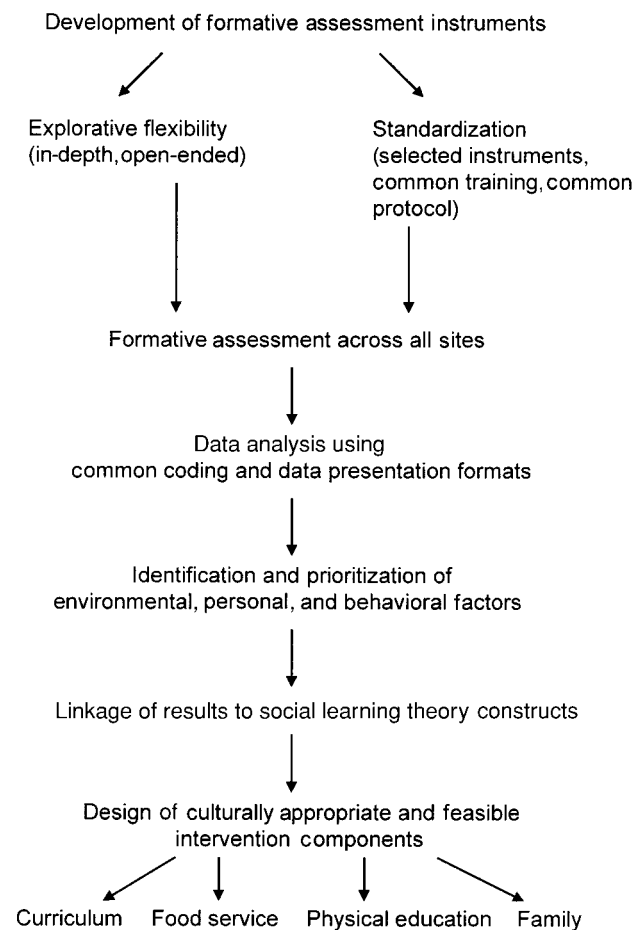 Development of formative assessment instruments
Explorative flexibility
(in-depth, open-ended)
Standardization
(selected instruments,
common training, common
protocol)
Formative assessment across all sites
Data analysis using
common coding and data presentation formats
Identification and prioritization of
environmental, personal, and behavioral factors
Linkage of results to social learning theory constructs
Design of culturally appropriate and feasible
intervention components
Curriculum Food service Physical education Family